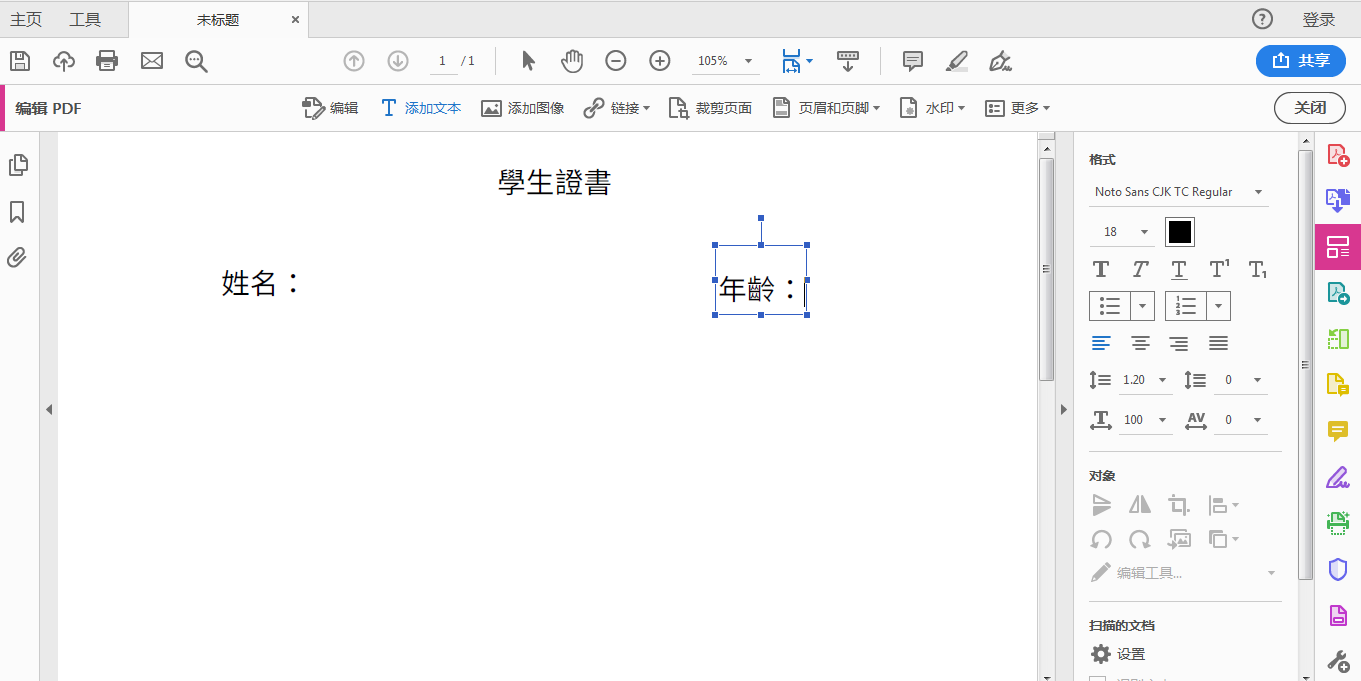 主页 工具 未标题 × 登录
1 / 1 105% 共享
编辑 PDF 编辑 添加文本 添加图像 链接 裁剪页面 页眉和页脚 水印 更多 关闭
學生證書
姓名：
年齡：
格式
Noto Sans CJK TC Regular
18
1.20 0
100 0
对象
编辑工具...
扫描的文档
设置